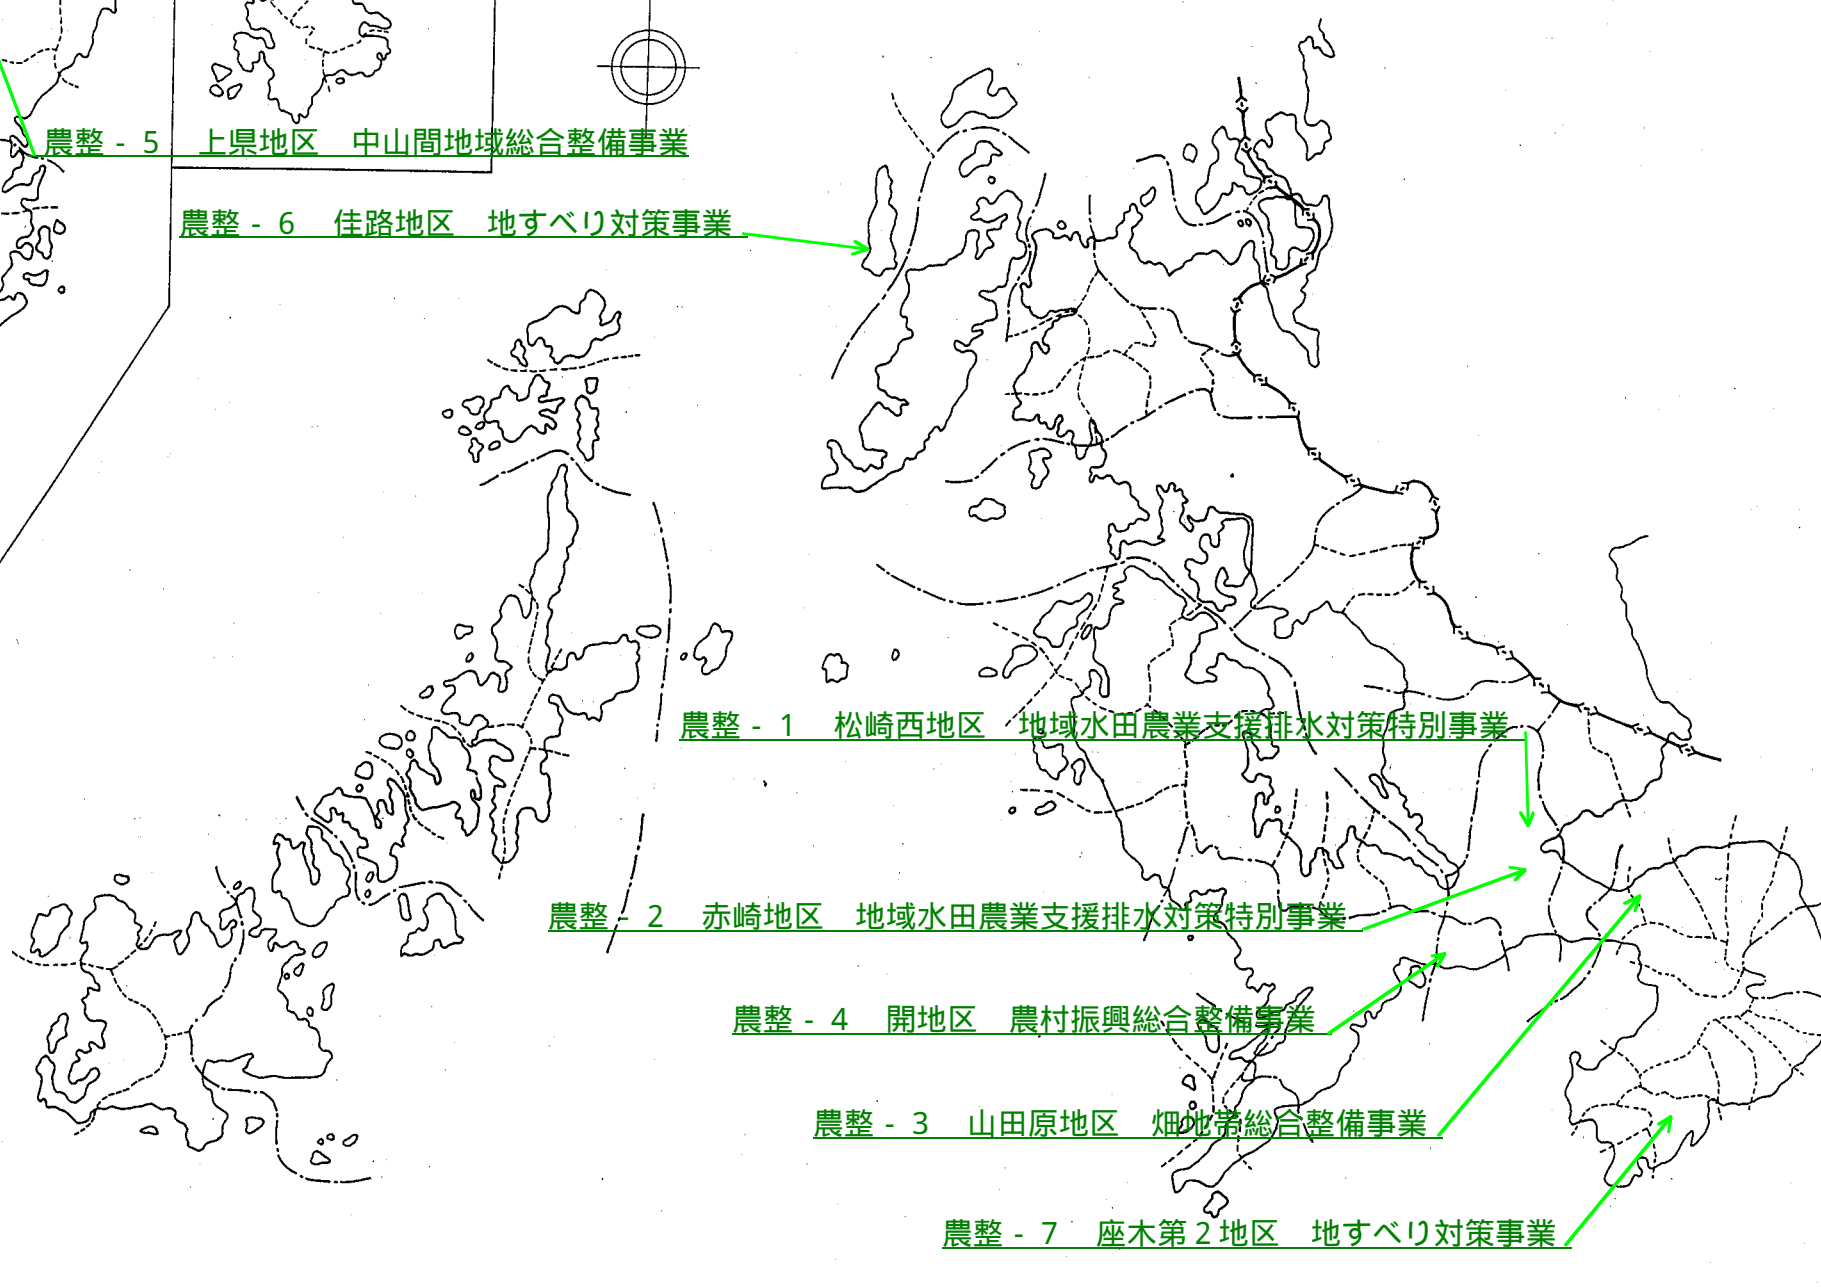 農整 - 5　上県地区　中山間地域総合整備事業
農整 - 6　佳路地区　地すべり対策事業
農整 - 1　松崎西地区　地域水田農業支援排水対策特別事業
農整 - 2　赤崎地区　地域水田農業支援排水対策特別事業
農整 - 4　開地区　農村振興総合整備事業
農整 - 3　山田原地区　畑地帯総合整備事業
農整 - 7　座木第2地区　地すべり対策事業